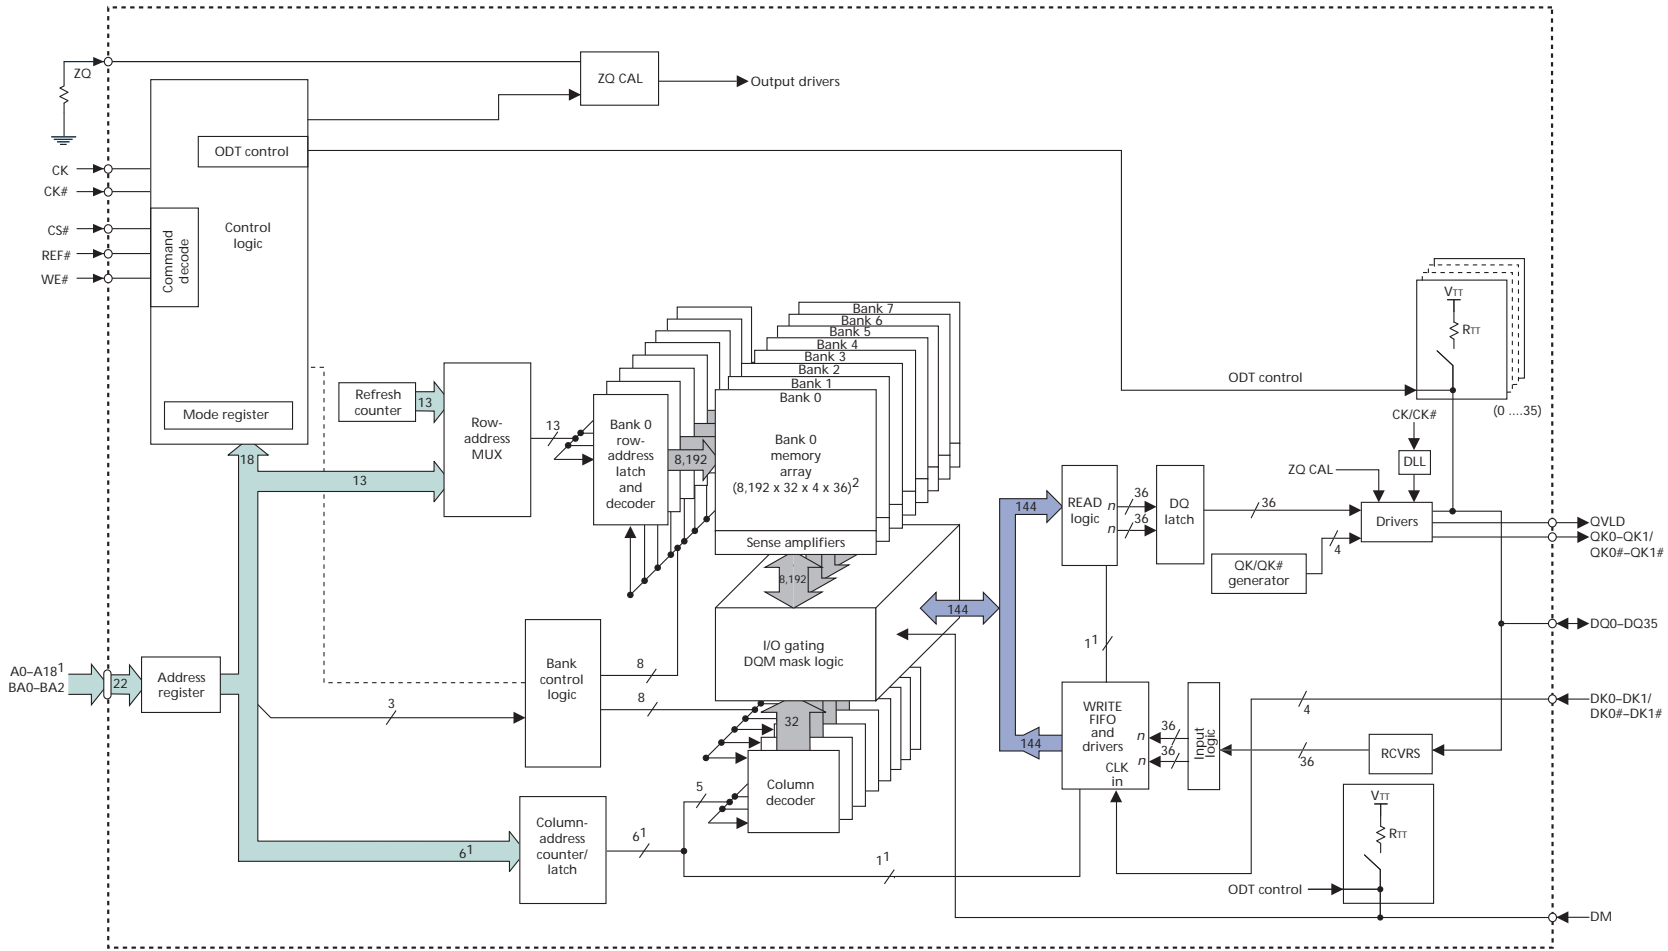 ZQ
ZQ CAL
Output drivers
ODT control
CK
CK#
CS#
REF#
WE#
Command
decode
Control
logic
Mode register
Refresh
counter
13
Row-
address
MUX
13
18
13
Bank 0
row-
address
latch
and
decoder
8,192
Bank 7
Bank 6
Bank 5
Bank 4
Bank 3
Bank 2
Bank 1
Bank 0
Bank 0
memory
array
(8,192 x 32 x 4 x 36)2
Sense amplifiers
8,192
I/O gating
DQM mask logic
32
Column
decoder
A0–A181
BA0–BA2
22
Address
register
3
Bank
control
logic
8
8
5
61
Column-
address
counter/
latch
61
11
144
144
144
READ
logic
n
n
36
36
DQ
latch
36
QK/QK#
generator
4
ZQ CAL
CK/CK#
DLL
Drivers
ODT control
VTT
RTT
(0 ....35)
QVLD
QK0–QK1/
QK0#–QK1#
DQ0–DQ35
11
WRITE
FIFO
and
drivers
CLK
in
n
n
36
36
Input
logic
36
RCVRS
4
DK0–DK1/
DK0#–DK1#
VTT
RTT
ODT control
DM